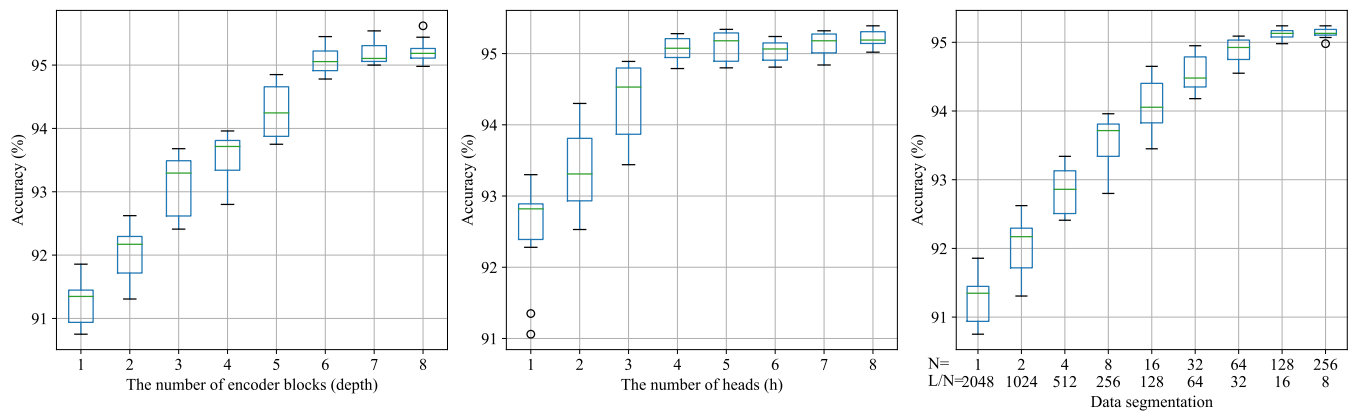 Accuracy (%)
95
94
93
92
91
1 2 3 4 5 6 7 8
The number of encoder blocks (depth)
Accuracy (%)
95
94
93
92
91
1 2 3 4 5 6 7 8
The number of heads (h)
Accuracy (%)
95
94
93
92
91
N= 1 2 4 8 16 32 64 128 256
L/N=2048 1024 512 256 128 64 32 16 8
Data segmentation